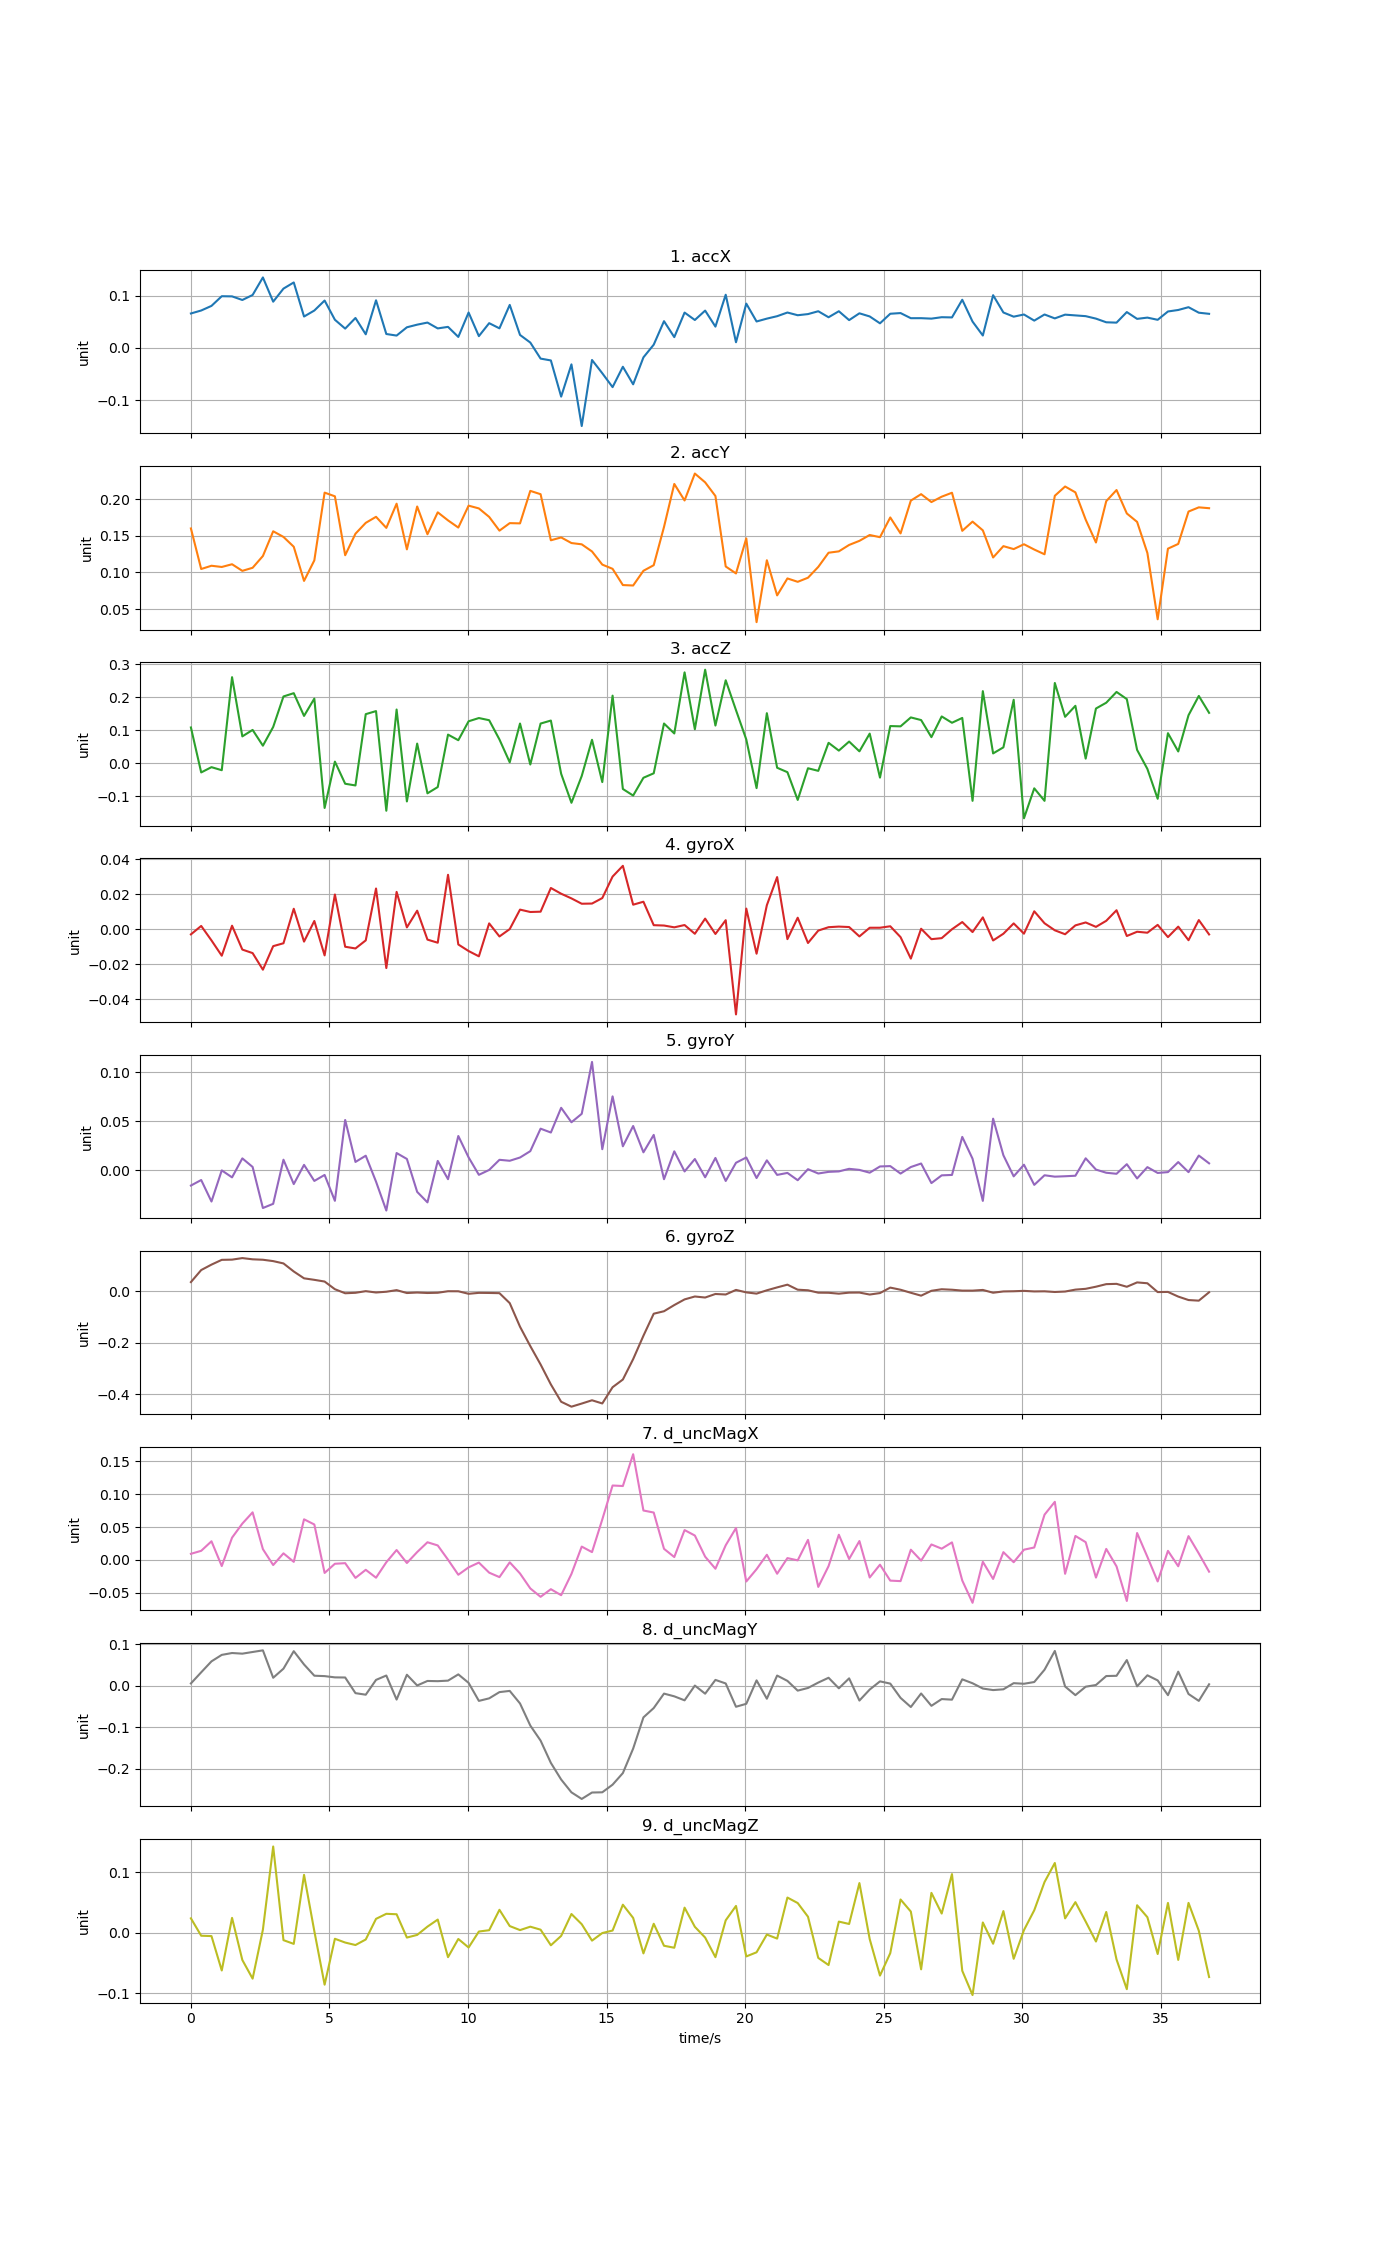 1. accX
0.1
0.0
−0.1
unit
2. accY
0.20
0.15
0.10
0.05
unit
3. accZ
0.3
0.2
0.1
0.0
−0.1
unit
4. gyroX
0.04
0.02
0.00
−0.02
−0.04
unit
5. gyroY
0.10
0.05
0.00
unit
6. gyroZ
0.0
−0.2
−0.4
unit
7. d_uncMagX
0.15
0.10
0.05
0.00
−0.05
unit
8. d_uncMagY
0.1
0.0
−0.1
−0.2
unit
9. d_uncMagZ
0.1
0.0
−0.1
unit
0 5 10 15 20 25 30 35
time/s